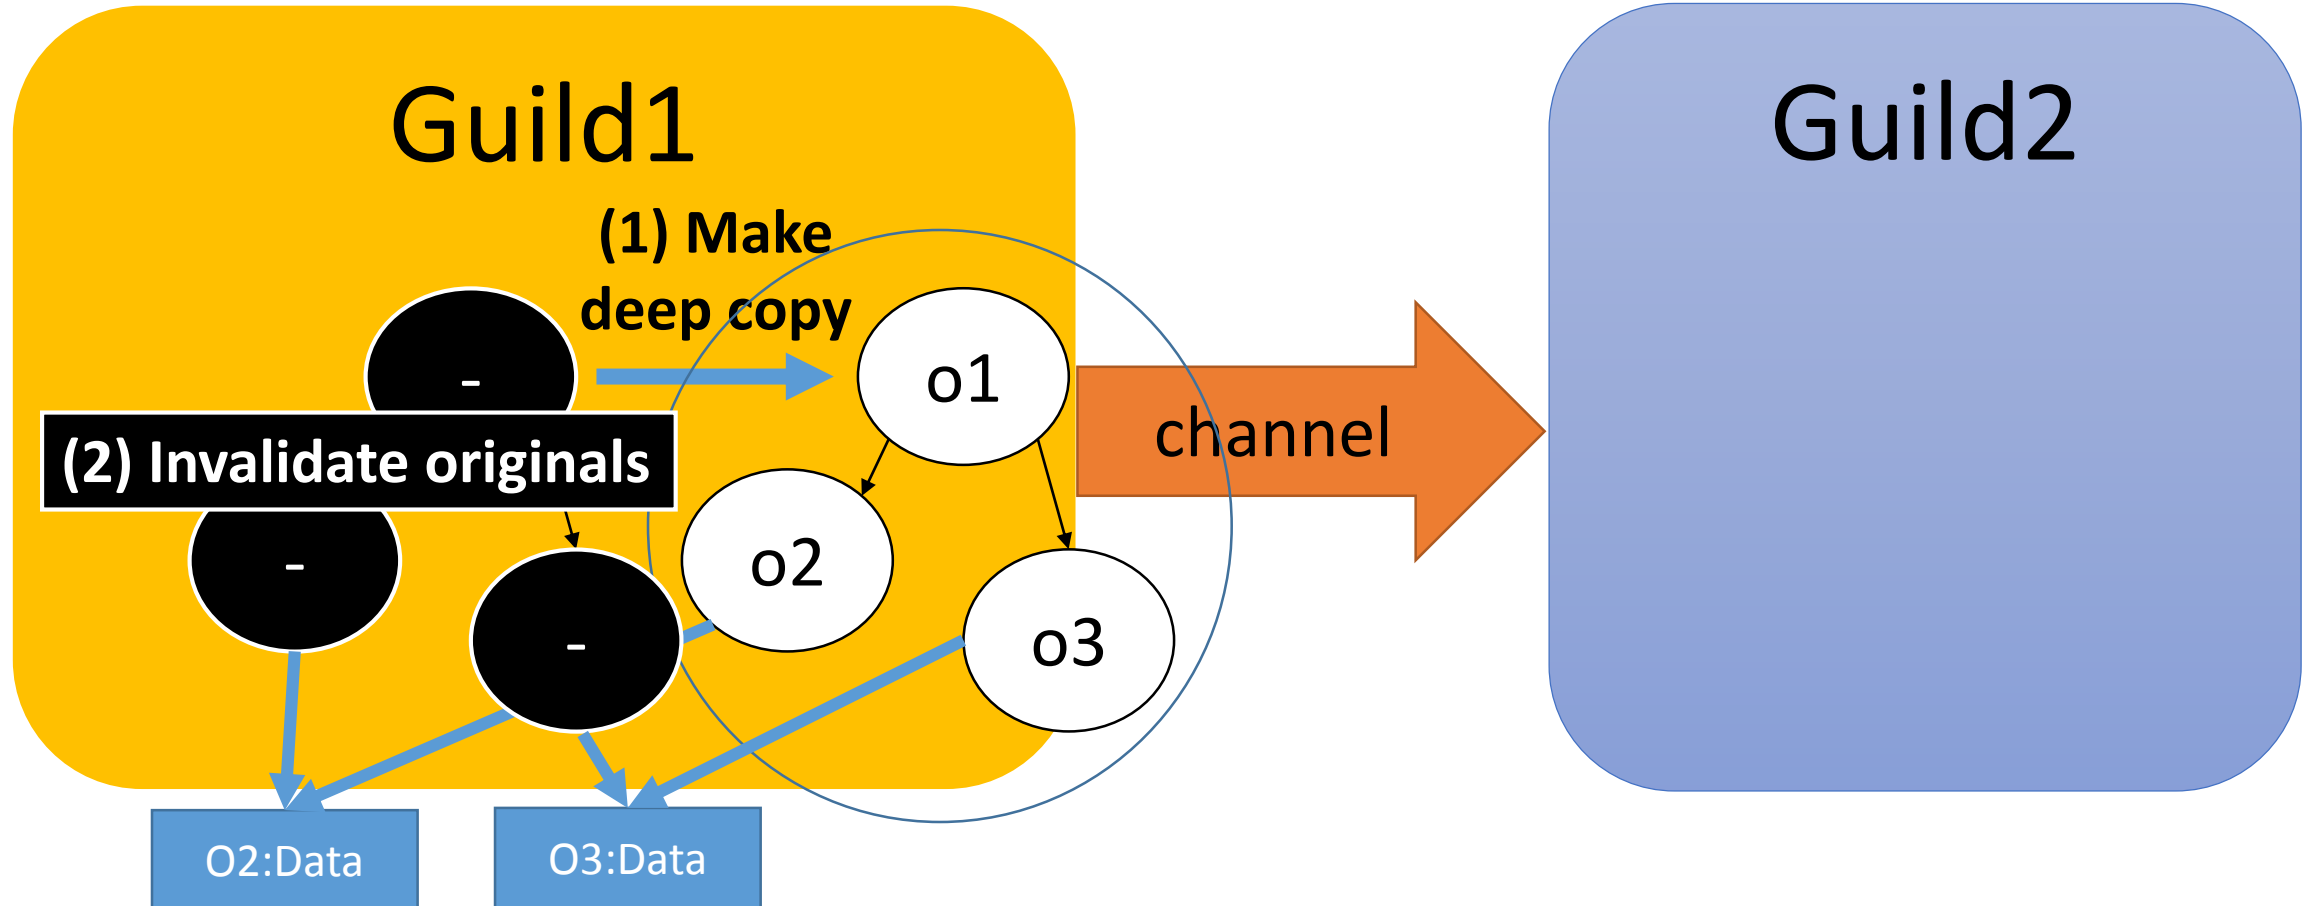 Guild1
Guild2
(1) Make
deep copy
-
o1
channel
(2) Invalidate originals
-
o2
-
o3
O2:Data
O3:Data